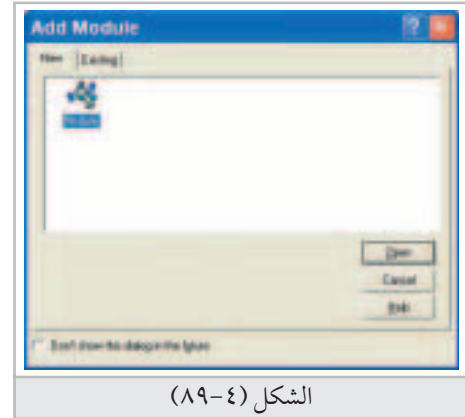 Add Module
New Existing
Module
Open
Cancel
Help
Don't show this dialog in the future
الشكل (٤-٨٩)